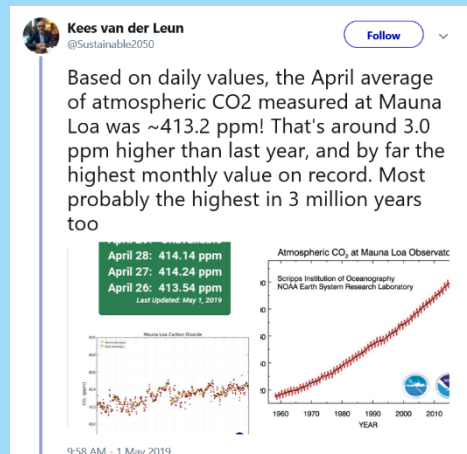 Kees van der Leun
@Sustainable2050
Follow
Based on daily values, the April average
of atmospheric CO2 measured at Mauna
Loa was ~413.2 ppm! That's around 3.0
ppm higher than last year, and by far the
highest monthly value on record. Most
probably the highest in 3 million years
too
April 28: 414.14 ppm
April 27: 414.24 ppm
April 26: 413.54 ppm
Last Updated: May 1, 2019
Mauna Loa Carbon Dioxide
CO₂ (ppm)
Atmospheric CO₂ at Mauna Loa Observato
Scripps Institution of Oceanography
NOAA Earth System Research Laboratory
1960 1970 1980 1990 2000 2010
YEAR
9:58 AM - 1 May 2019